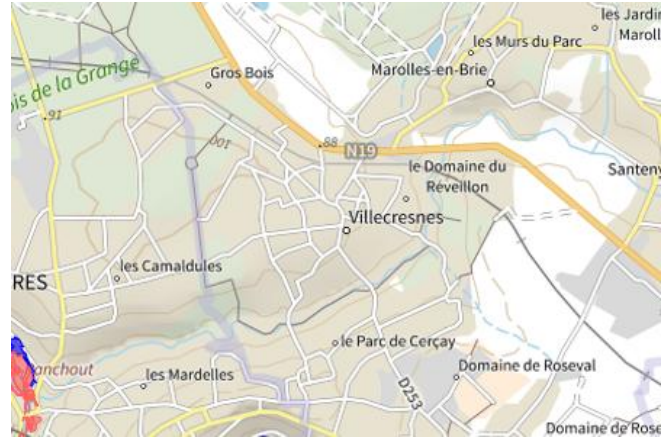 les Jardin
Maroll
les Murs du Parc
Bois de la Grange
Gros Bois
Marolles-en-Brie
91
100
88
N19
le Domaine du
Réveillon
Santeny
Villecresnes
les Camaldules
RES
le Parc de Cerçay
Domaine de Roseval
les Mardelles
D253
Domaine de Rose